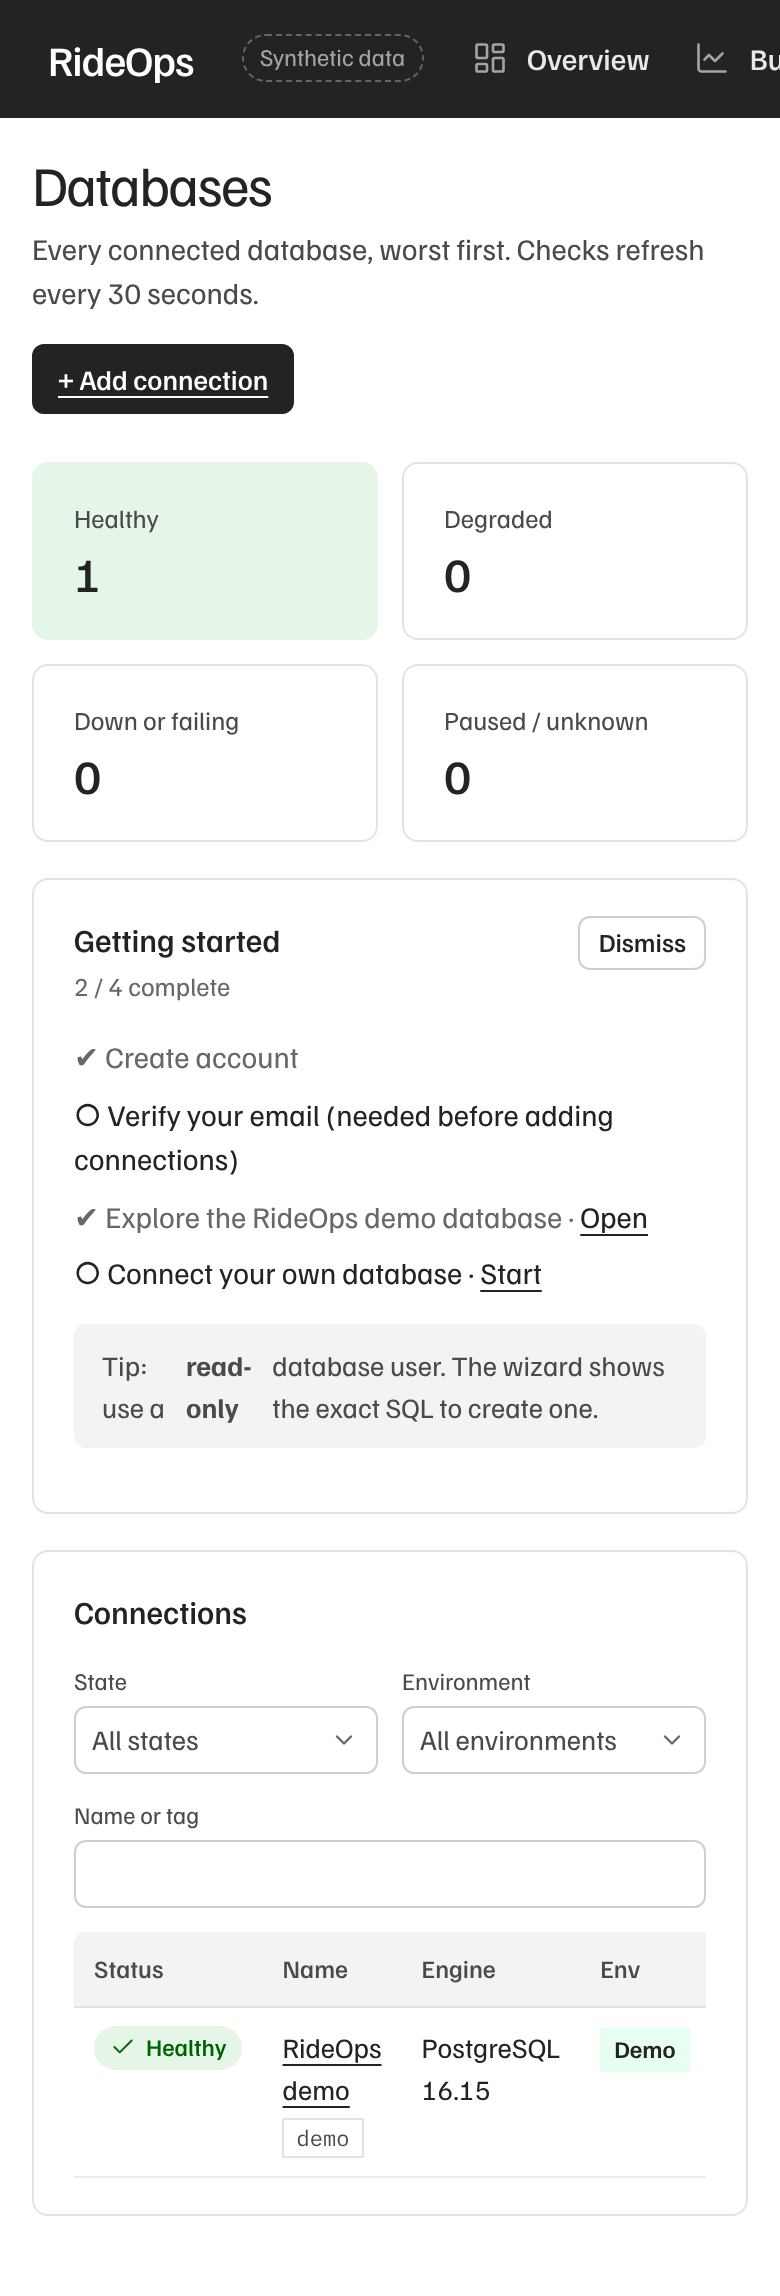 RideOps Synthetic data Overview Bu
Databases
Every connected database, worst first. Checks refresh
every 30 seconds.
+ Add connection
Healthy
1
Degraded
0
Down or failing
0
Paused / unknown
0
Getting started
Dismiss
2 / 4 complete
✔ Create account
○ Verify your email (needed before adding
connections)
✔ Explore the RideOps demo database · Open
○ Connect your own database · Start
Tip: read- database user. The wizard shows
use a only the exact SQL to create one.
Connections
State Environment
All states All environments
Name or tag
Status Name Engine Env
Healthy RideOps PostgreSQL Demo
demo 16.15
demo